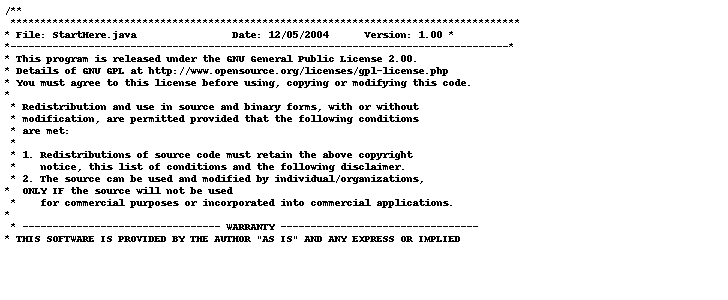 /**
 *************************************************************************************
* File: StartHere.java                Date: 12/05/2004      Version: 1.00 *
*-----------------------------------------------------------------------------------*
* This program is released under the GNU General Public License 2.00.
* Details of GNU GPL at http://www.opensource.org/licenses/gpl-license.php
* You must agree to this license before using, copying or modifying this code.
*
 * Redistribution and use in source and binary forms, with or without
 * modification, are permitted provided that the following conditions
 * are met:
 *
 * 1. Redistributions of source code must retain the above copyright
 *    notice, this list of conditions and the following disclaimer.
 * 2. The source can be used and modified by individual/organizations,
*  ONLY IF the source will not be used
 *    for commercial purposes or incorporated into commercial applications.
*
 * --------------------------------- WARRANTY ---------------------------------
* THIS SOFTWARE IS PROVIDED BY THE AUTHOR "AS IS" AND ANY EXPRESS OR IMPLIED